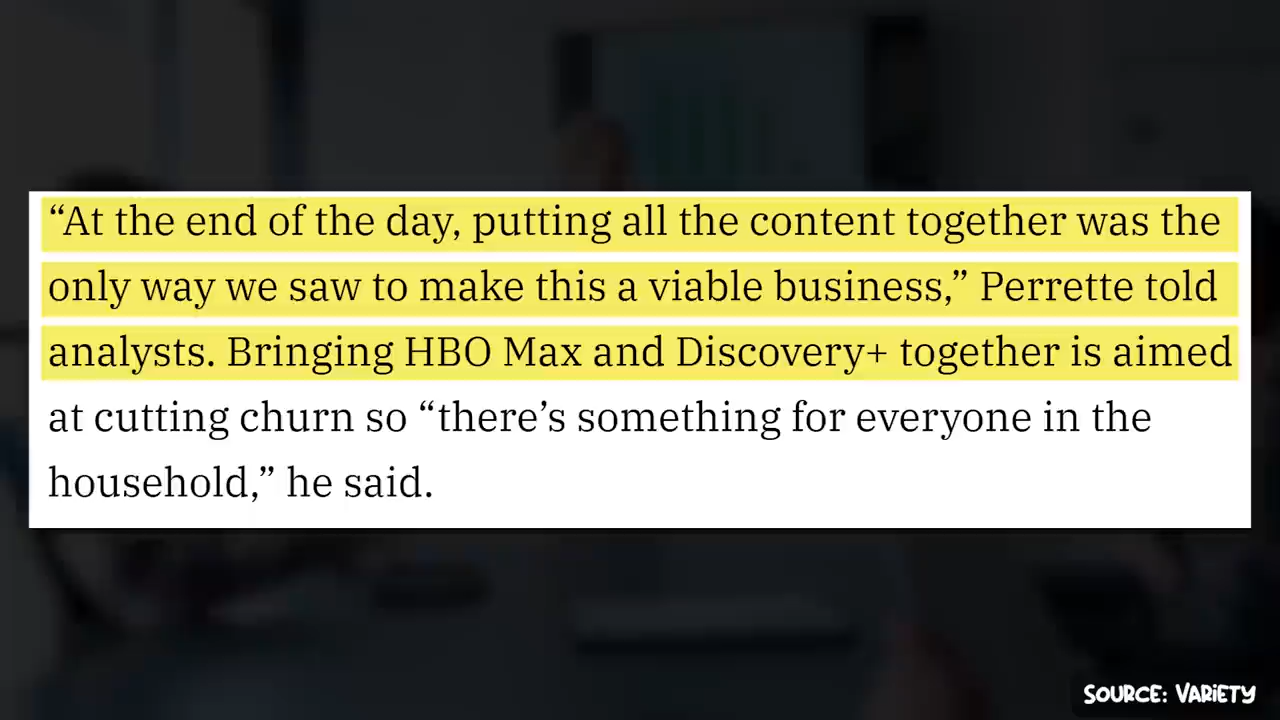 “At the end of the day, putting all the content together was the
only way we saw to make this a viable business,” Perrette told
analysts. Bringing HBO Max and Discovery+ together is aimed
at cutting churn so “there’s something for everyone in the
household,” he said.
SOURCE: VARIETY